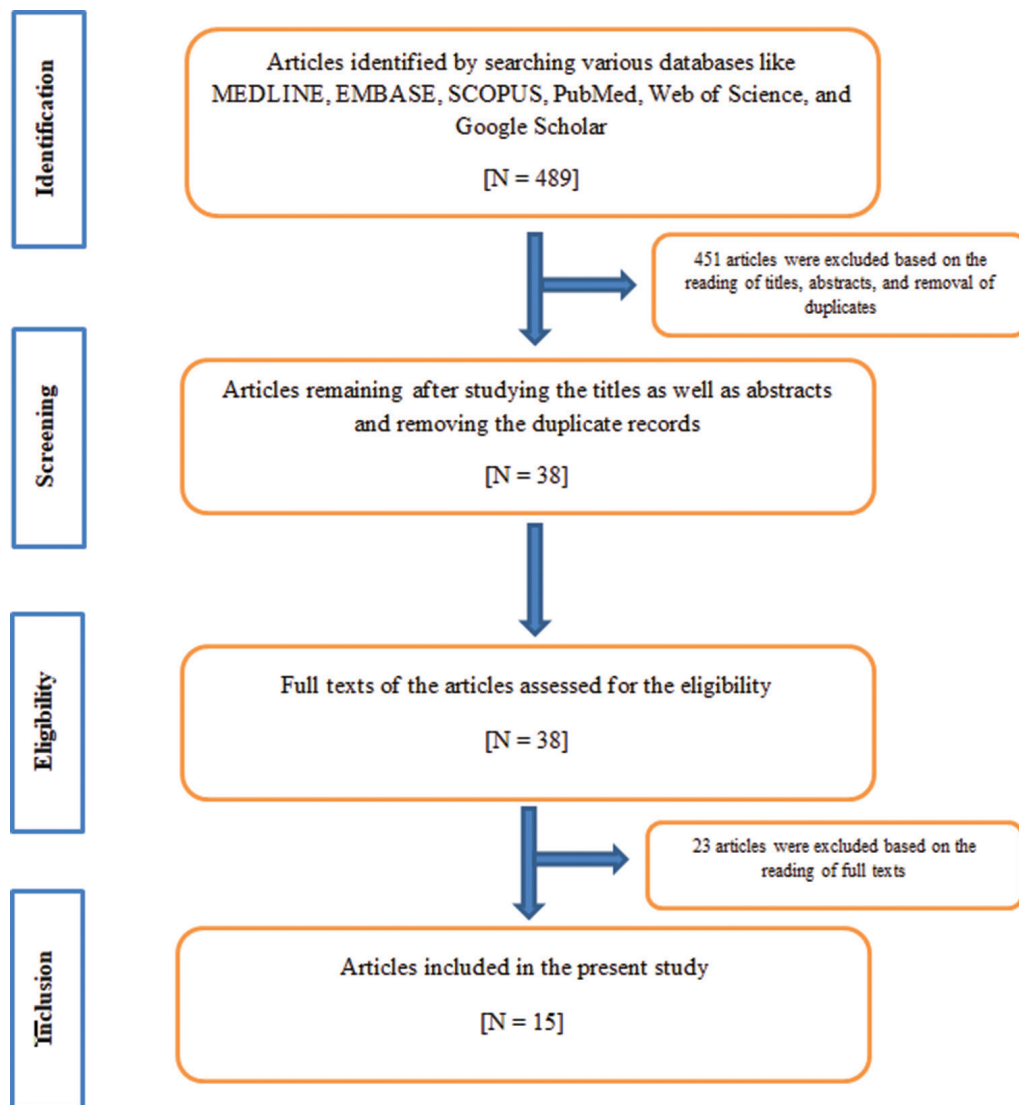 Identification
Articles identified by searching various databases like
MEDLINE, EMBASE, SCOPUS, PubMed, Web of Science, and
Google Scholar
[N = 489]
451 articles were excluded based on the
reading of titles, abstracts, and removal of
duplicates
Screening
Articles remaining after studying the titles as well as abstracts
and removing the duplicate records
[N = 38]
Eligibility
Full texts of the articles assessed for the eligibility
[N = 38]
23 articles were excluded based on the
reading of full texts
Inclusion
Articles included in the present study
[N = 15]